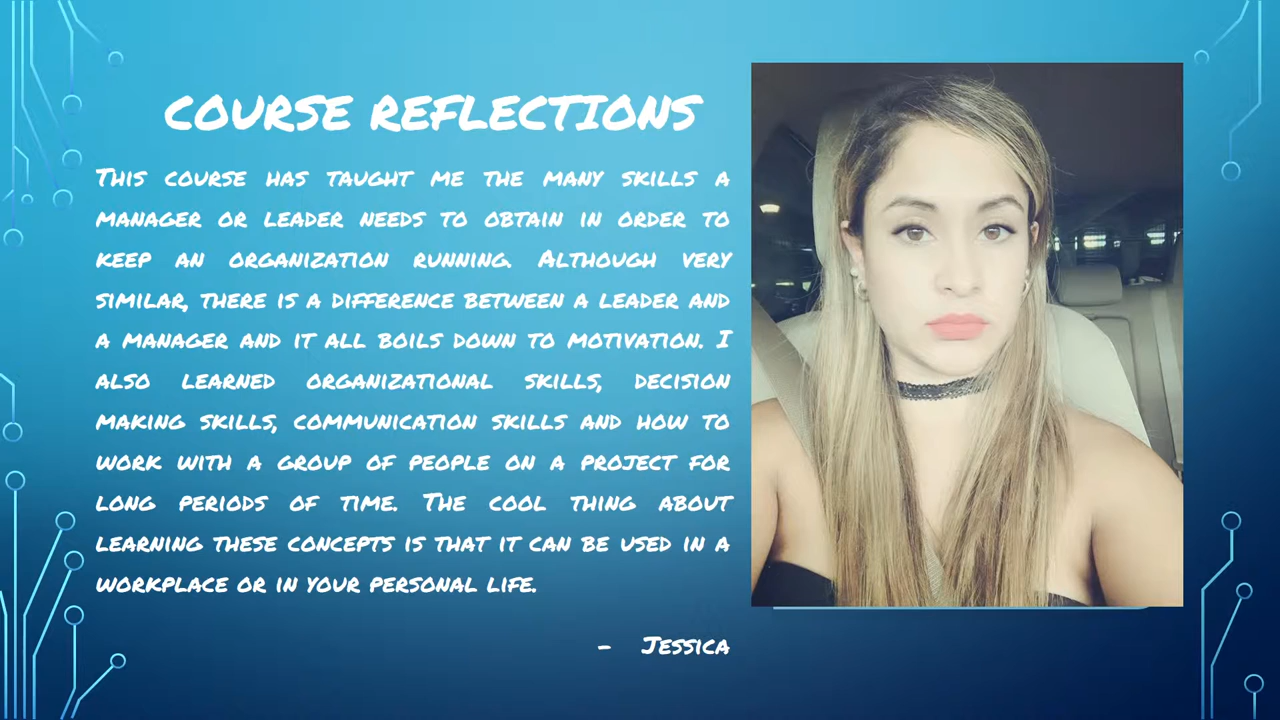 COURSE REFLECTIONS
THIS COURSE HAS TAUGHT ME THE MANY SKILLS A
MANAGER OR LEADER NEEDS TO OBTAIN IN ORDER TO
KEEP AN ORGANIZATION RUNNING. ALTHOUGH VERY
SIMILAR, THERE IS A DIFFERENCE BETWEEN A LEADER AND
A MANAGER AND IT ALL BOILS DOWN TO MOTIVATION. I
ALSO LEARNED ORGANIZATIONAL SKILLS, DECISION
MAKING SKILLS, COMMUNICATION SKILLS AND HOW TO
WORK WITH A GROUP OF PEOPLE ON A PROJECT FOR
LONG PERIODS OF TIME. THE COOL THING ABOUT
LEARNING THESE CONCEPTS IS THAT IT CAN BE USED IN A
WORKPLACE OR IN YOUR PERSONAL LIFE.
- JESSICA